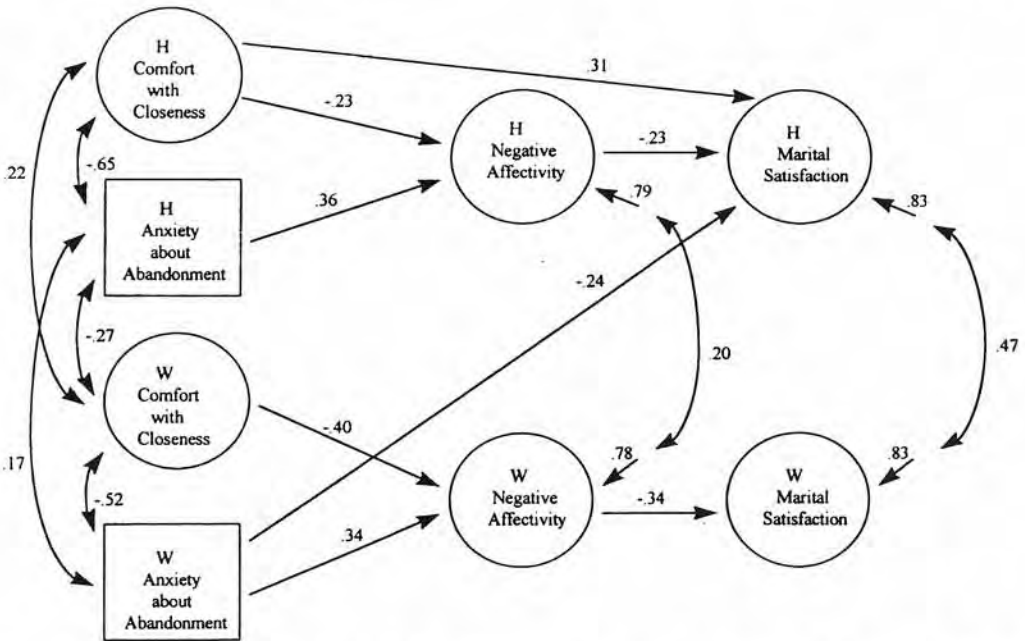 H
Comfort
with
Closeness
.31
-.23
H
Negative
Affectivity
-.23
H
Marital
Satisfaction
.22
-.65
.36
.79
.83
H
Anxiety
about
Abandonment
-.24
-.27
.20
.47
W
Comfort
with
Closeness
-.40
.17
-.52
.78
.83
W
Negative
Affectivity
-.34
W
Marital
Satisfaction
.34
W
Anxiety
about
Abandonment